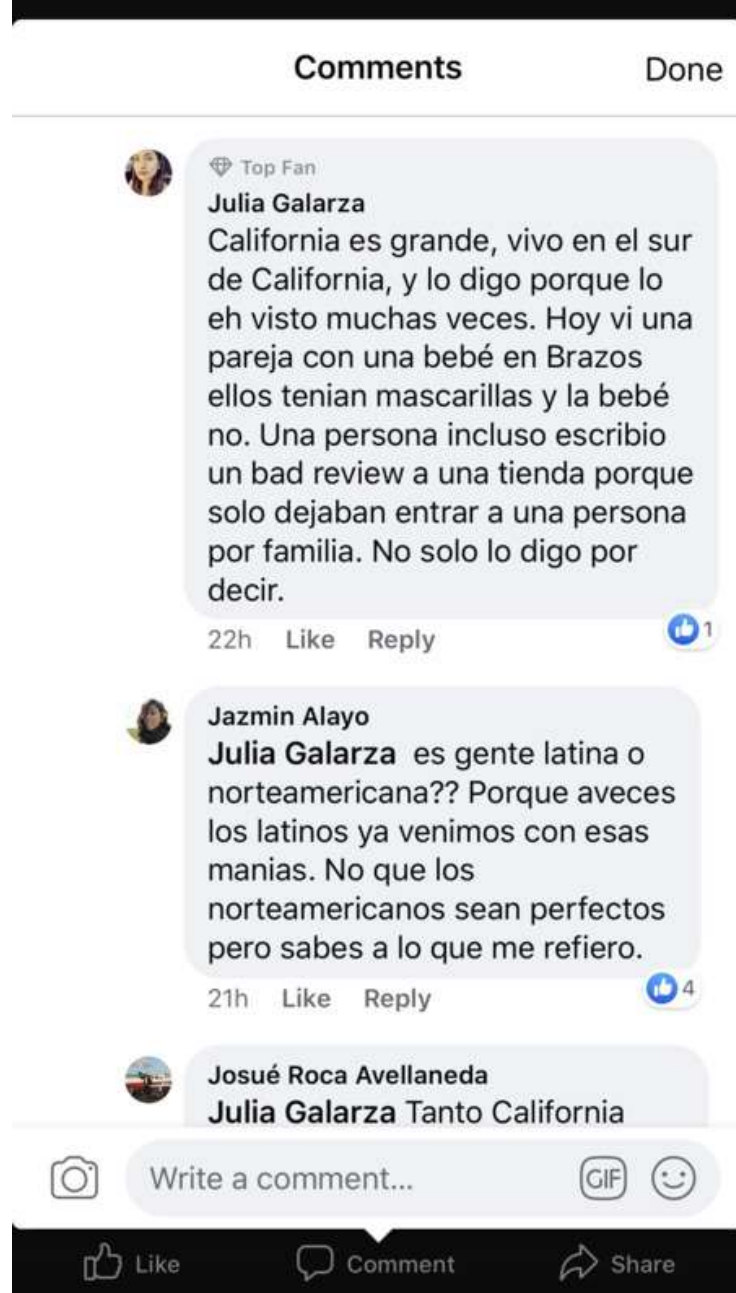 Comments
Done
Top Fan
Julia Galarza
California es grande, vivo en el sur
de California, y lo digo porque lo
eh visto muchas veces. Hoy vi una
pareja con una bebé en Brazos
ellos tenian mascarillas y la bebé
no. Una persona incluso escribio
un bad review a una tienda porque
solo dejaban entrar a una persona
por familia. No solo lo digo por
decir.
22h Like Reply
1
Jazmin Alayo
Julia Galarza es gente latina o
norteamericana?? Porque aveces
los latinos ya venimos con esas
manias. No que los
norteamericanos sean perfectos
pero sabes a lo que me refiero.
21h Like Reply
4
Josué Roca Avellaneda
Julia Galarza Tanto California
Write a comment...
GIF
Like
Comment
Share